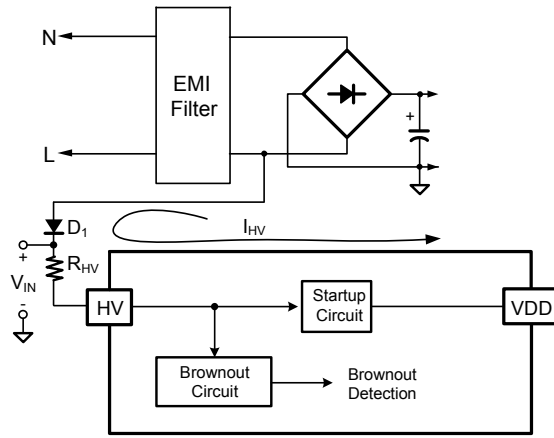 N
EMI
Filter
+
L
D1
IHV
+
RHV
VIN
-
HV
Startup
Circuit
VDD
Brownout
Circuit
Brownout
Detection